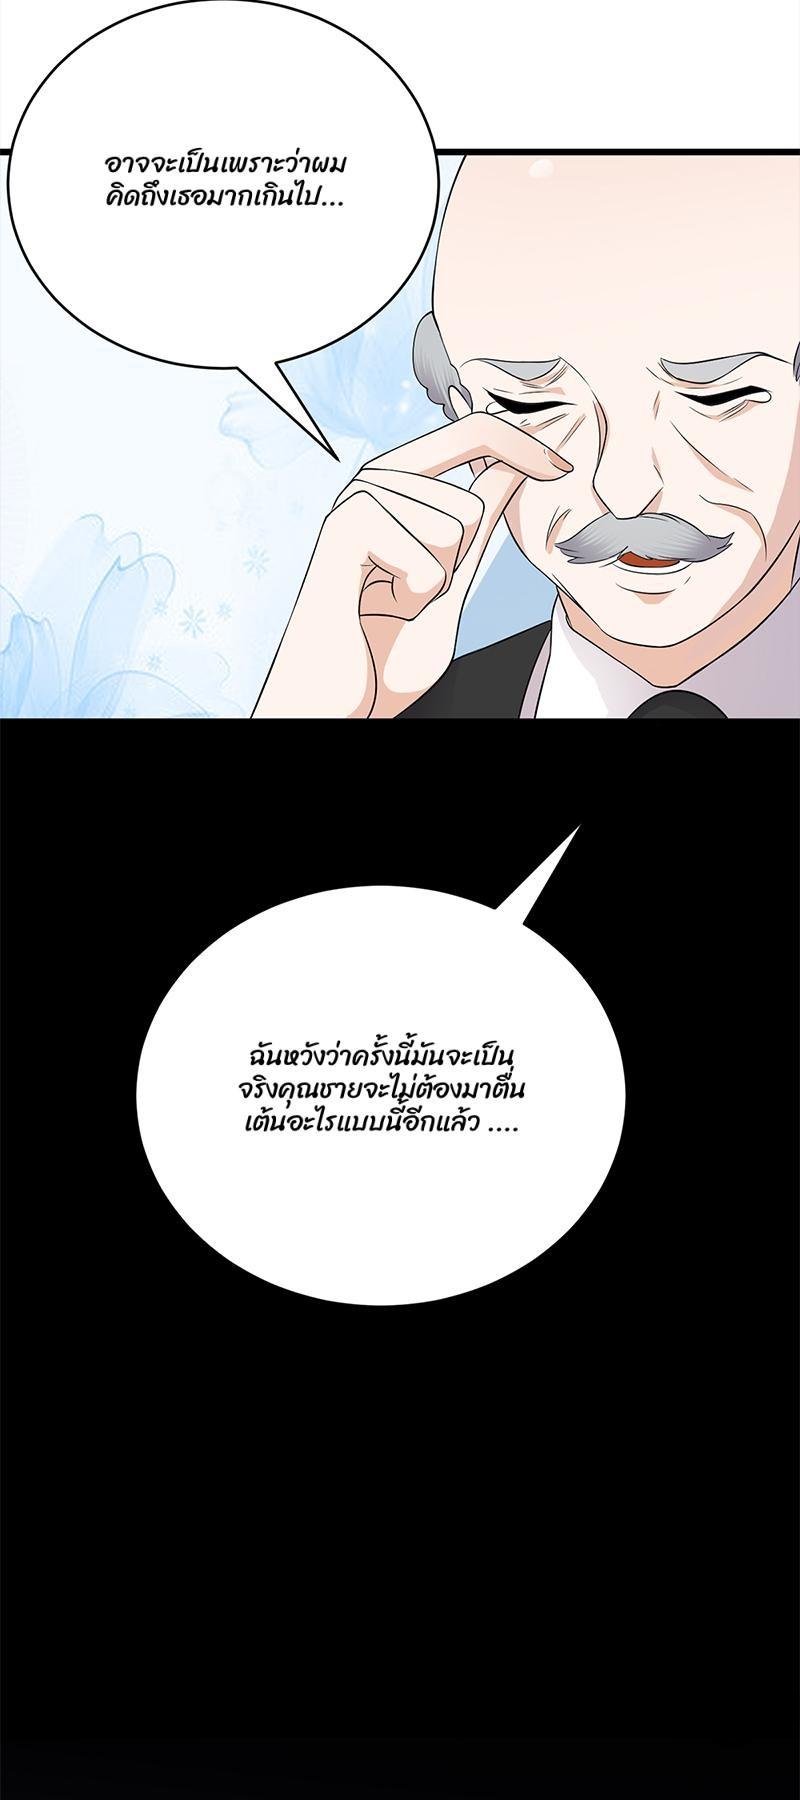 อาจจะเป็นเพราะว่าผม
คิดถึงเธอมากเกินไป...
ฉันหวังว่าครั้งนี้มันจะเป็น
จริงคุณชายจะไม่ต้องมาตื่น
เต้นอะไรแบบนี้อีกแล้ว ....